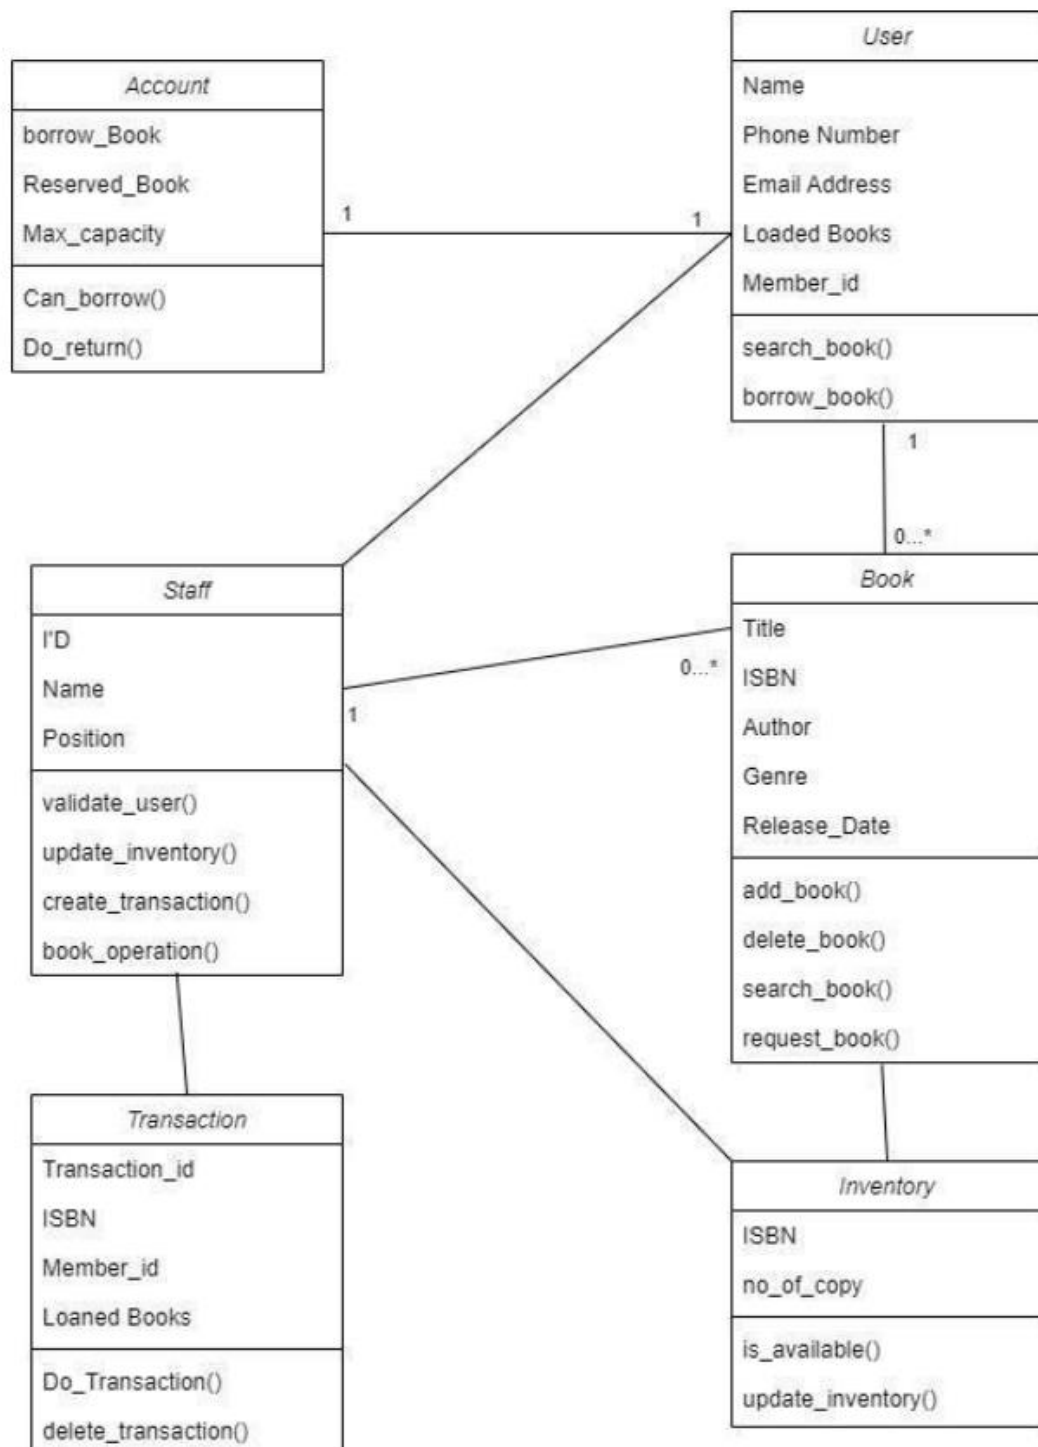 Account
borrow_Book
Reserved_Book
Max_capacity
Can_borrow()
Do_return()
1
1
User
Name
Phone Number
Email Address
Loaded Books
Member_id
search_book()
borrow_book()
1
0...*
Staff
I'D
Name
Position
validate_user()
update_inventory()
create_transaction()
book_operation()
1
0...*
Book
Title
ISBN
Author
Genre
Release_Date
add_book()
delete_book()
search_book()
request_book()
Transaction
Transaction_id
ISBN
Member_id
Loaned Books
Do_Transaction()
delete_transaction()
Inventory
ISBN
no_of_copy
is_available()
update_inventory()